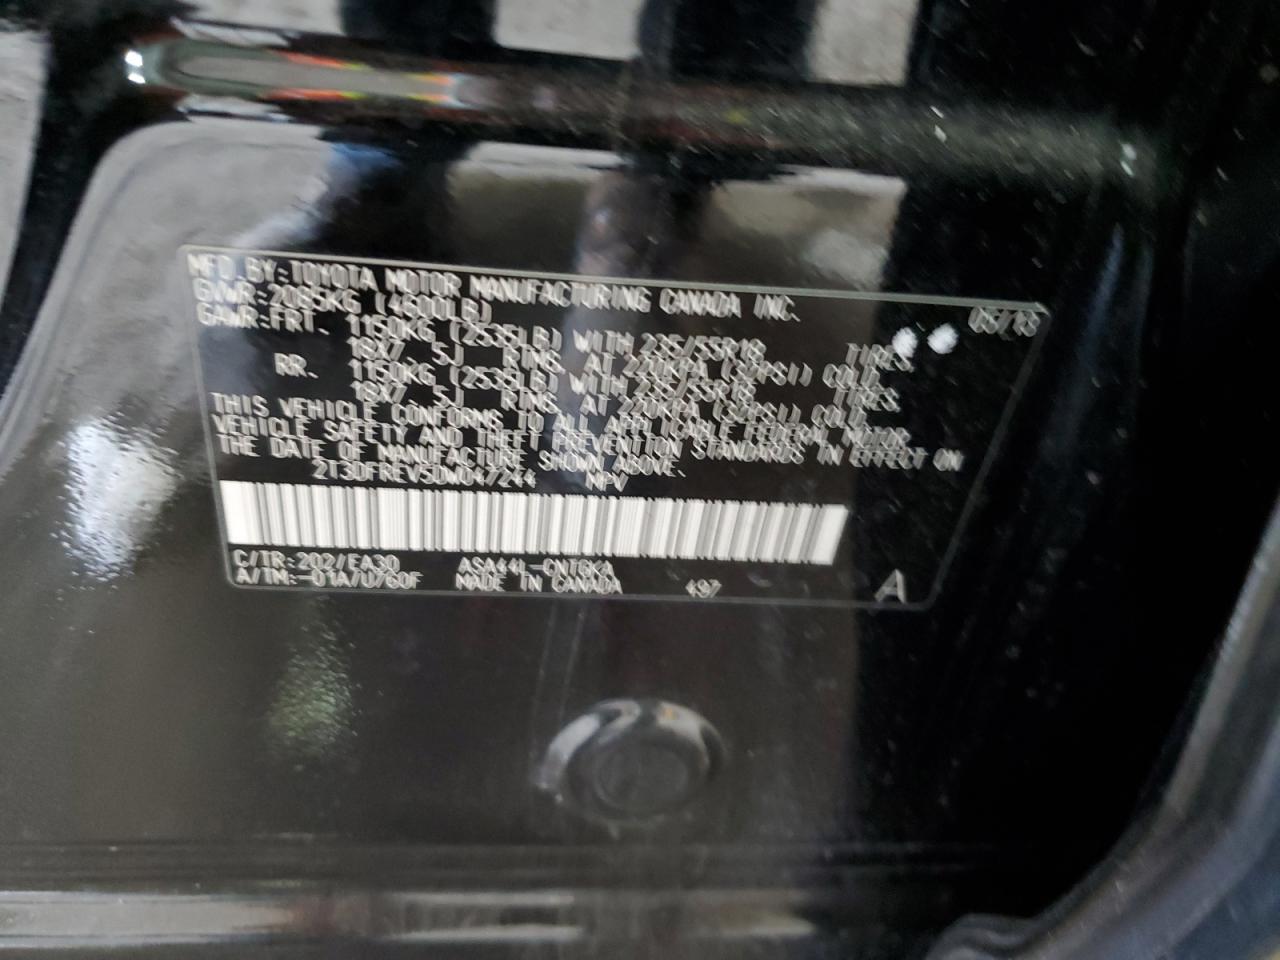 MFD. BY: TOYOTA MOTOR MANUFACTURING CANADA INC. 05/13
GVWR: 2085KG (4600LB)
GAWR: FRT. 1150KG (2535LB) WITH 235/55R18 TIRES,
18X7.5J RIMS, AT 220KPA (32PSI) COLD.
RR. 1150KG (2535LB) WITH 235/55R18 TIRES,
18X7.5J RIMS, AT 220KPA (32PSI) COLD.
THIS VEHICLE CONFORMS TO ALL APPLICABLE FEDERAL MOTOR
VEHICLE SAFETY AND THEFT PREVENTION STANDARDS IN EFFECT ON
THE DATE OF MANUFACTURE SHOWN ABOVE.
2T3DFREV5DW047244 MPV
C/TR: 202/EA30 ASA44L-CNTGKA
A/TM: -01A/U760F MADE IN CANADA 497 A